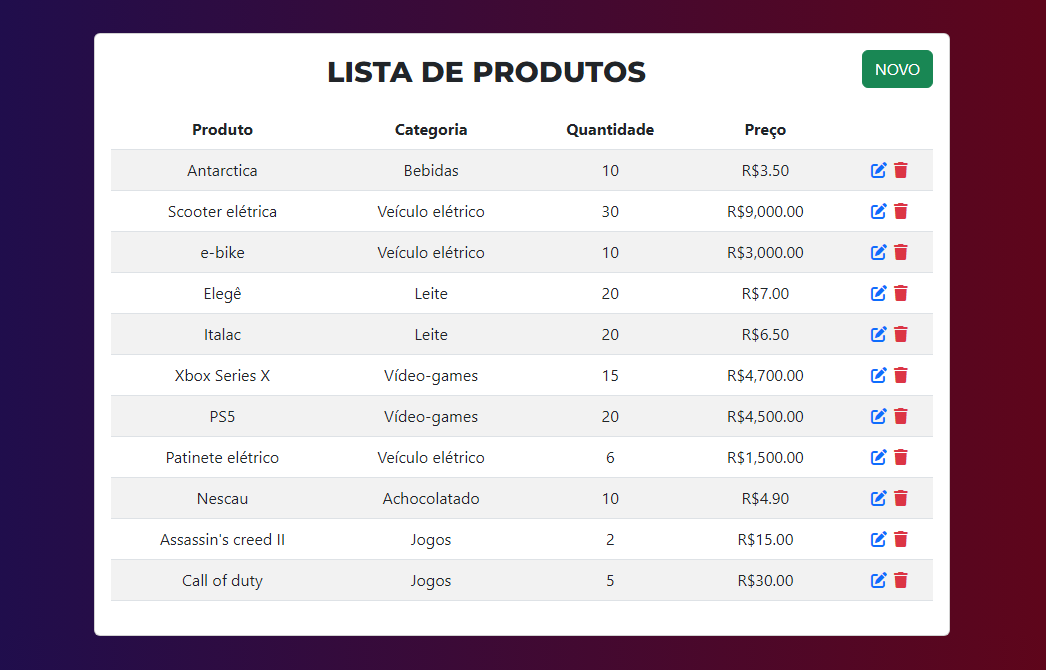 LISTA DE PRODUTOS NOVO
Produto Categoria Quantidade Preço
Antarctica Bebidas 10 R$3.50
Scooter elétrica Veículo elétrico 30 R$9,000.00
e-bike Veículo elétrico 10 R$3,000.00
Elegê Leite 20 R$7.00
Italac Leite 20 R$6.50
Xbox Series X Vídeo-games 15 R$4,700.00
PS5 Vídeo-games 20 R$4,500.00
Patinete elétrico Veículo elétrico 6 R$1,500.00
Nescau Achocolatado 10 R$4.90
Assassin's creed II Jogos 2 R$15.00
Call of duty Jogos 5 R$30.00